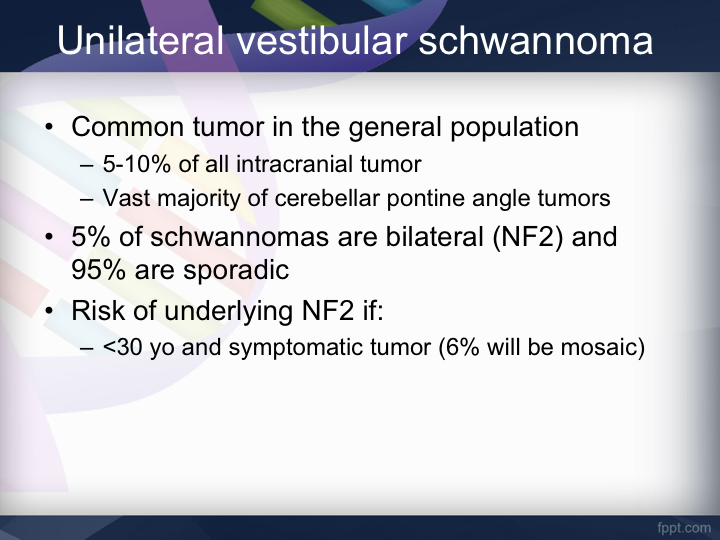 Unilateral vestibular schwannoma
• Common tumor in the general population
– 5-10% of all intracranial tumor
– Vast majority of cerebellar pontine angle tumors
• 5% of schwannomas are bilateral (NF2) and
95% are sporadic
• Risk of underlying NF2 if:
– <30 yo and symptomatic tumor (6% will be mosaic)
fppt.com